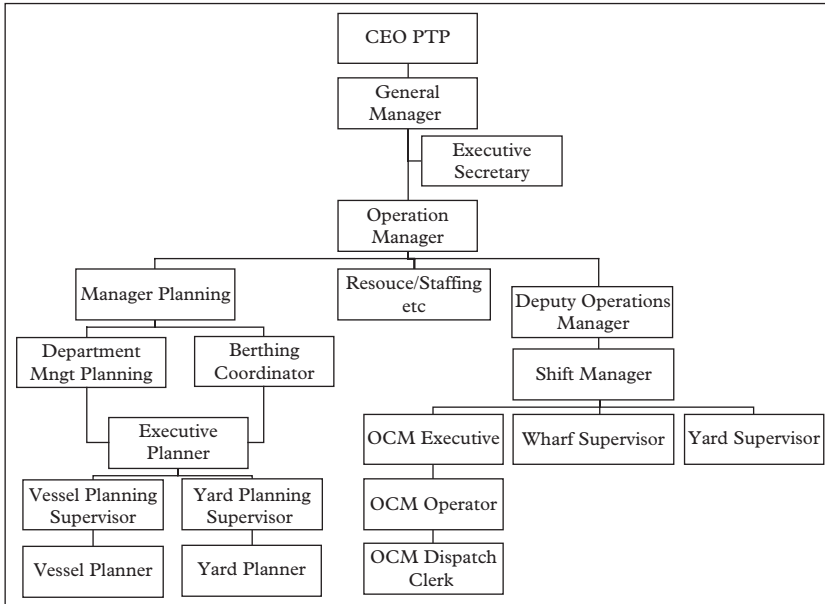 CEO PTP
General
Manager
Executive
Secretary
Operation
Manager
Manager Planning
Resouce/Staffing
etc
Deputy Operations
Manager
Department
Mngt Planning
Berthing
Coordinator
Shift Manager
Executive
Planner
OCM Executive
Wharf Supervisor
Yard Supervisor
Vessel Planning
Supervisor
Yard Planning
Supervisor
OCM Operator
Vessel Planner
Yard Planner
OCM Dispatch
Clerk